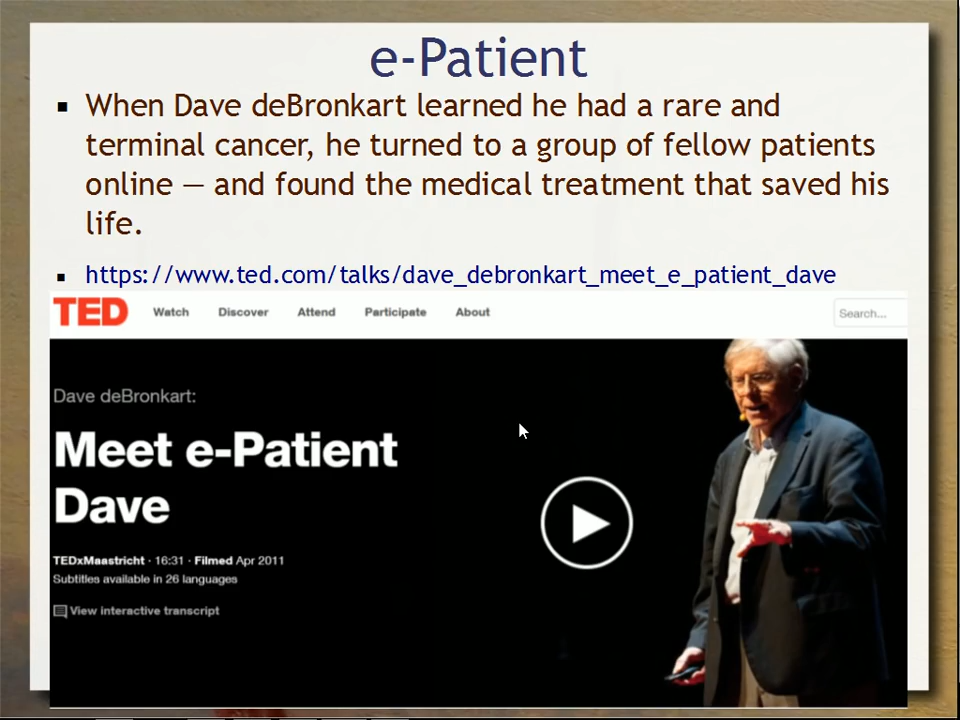 e-Patient
When Dave deBronkart learned he had a rare and
terminal cancer, he turned to a group of fellow patients
online — and found the medical treatment that saved his
life.
https://www.ted.com/talks/dave_debronkart_meet_e_patient_dave
TED Watch Discover Attend Participate About Search...
Dave deBronkart:
Meet e-Patient
Dave
TEDxMaastricht · 16:31 · Filmed Apr 2011
Subtitles available in 26 languages
View interactive transcript